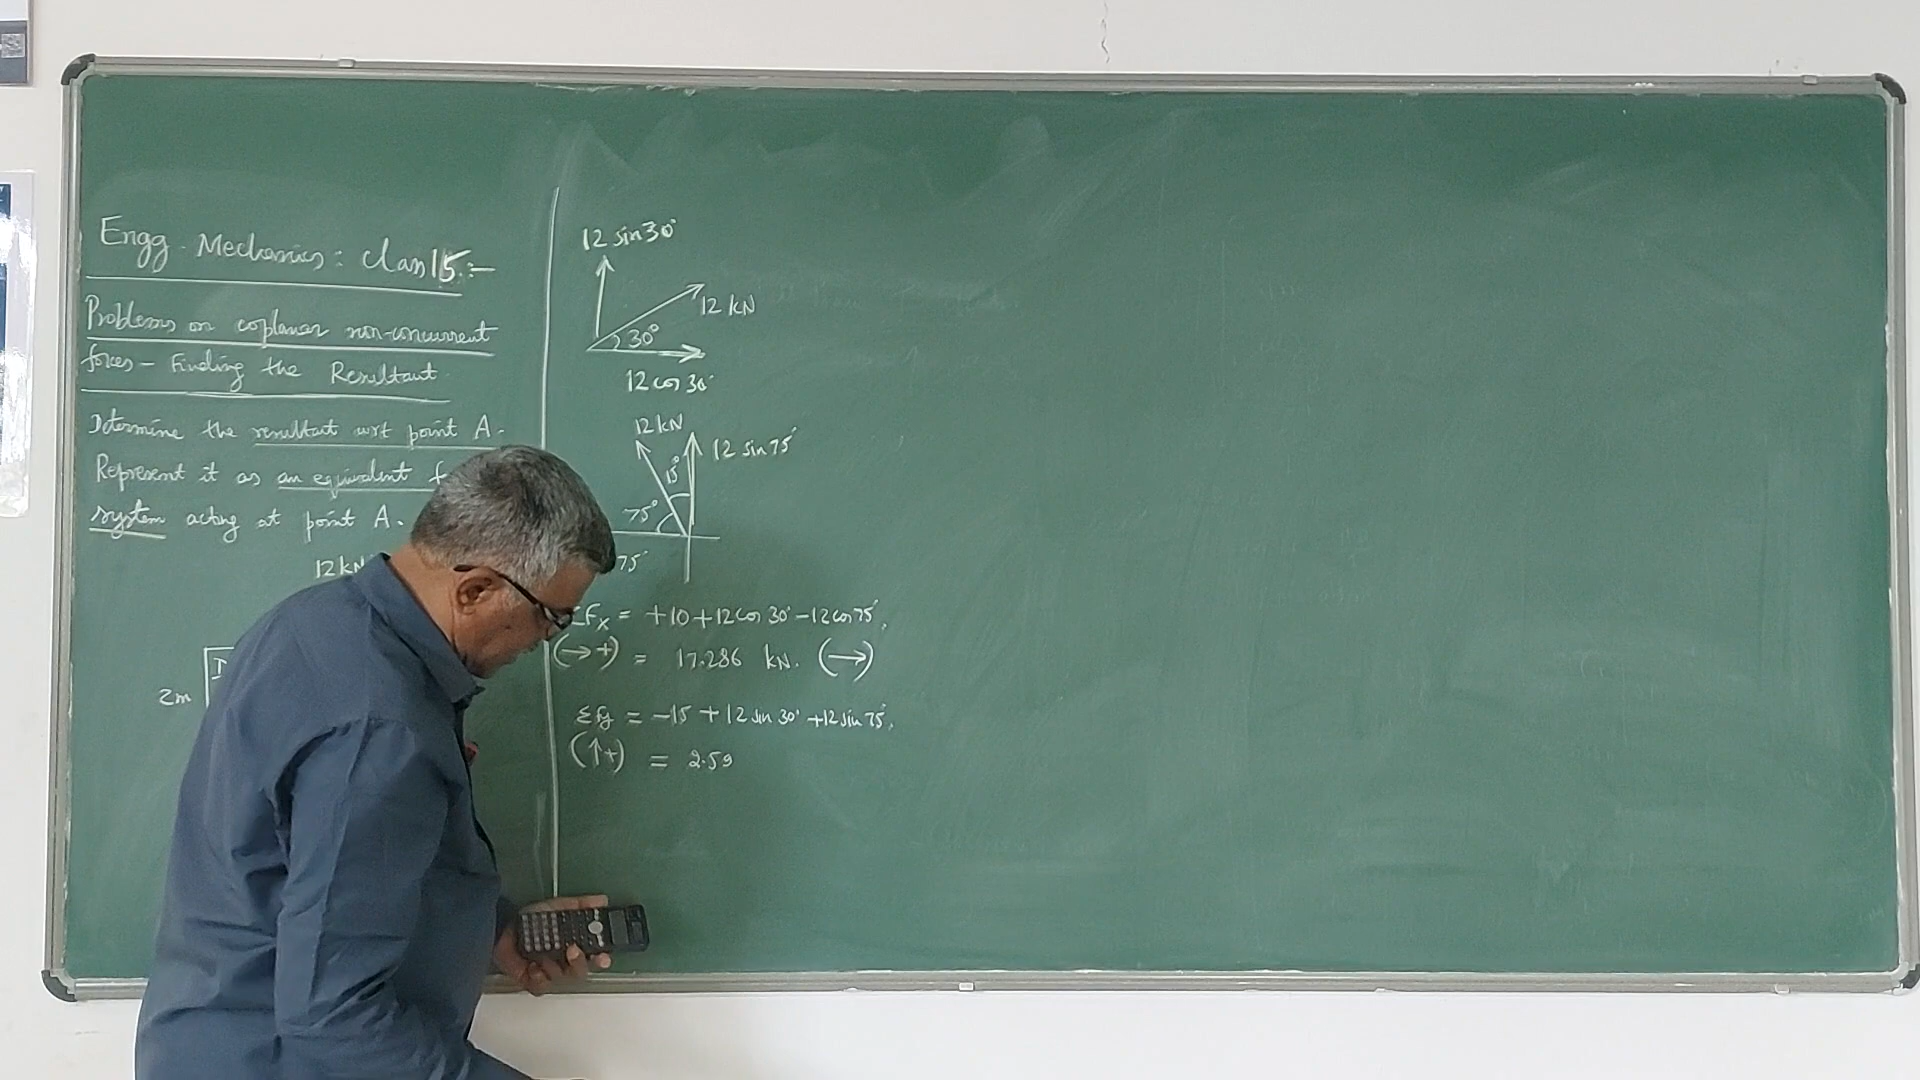 Engg. Mechanics: Class 15:-
Problems on coplanar non-concurrent
forces - Finding the Resultant.
Determine the resultant wrt point A.
Represent it as an equivalent f
system acting at point A.
12 kN
2m
12 sin 30°
12 kN
30°
12 cos 30°
12 kN
12 sin 75°
15°
75°
75°
Fx = +10 + 12 cos 30° - 12 cos 75°.
(→+) = 17.286 kN. (→)
ΣFy = -15 + 12 sin 30° + 12 sin 75°.
(↑+) = 2.59